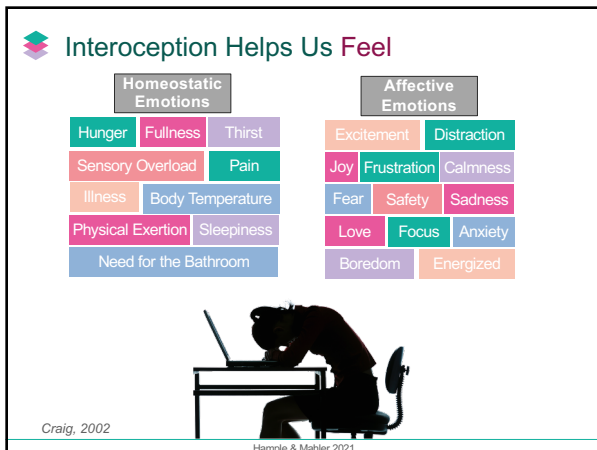 Interoception Helps Us Feel
Homeostatic
Emotions
Hunger Fullness Thirst
Sensory Overload Pain
Illness Body Temperature
Physical Exertion Sleepiness
Need for the Bathroom
Affective
Emotions
Excitement Distraction
Joy Frustration Calmness
Fear Safety Sadness
Love Focus Anxiety
Boredom Energized
Craig, 2002
Hample & Mahler 2021